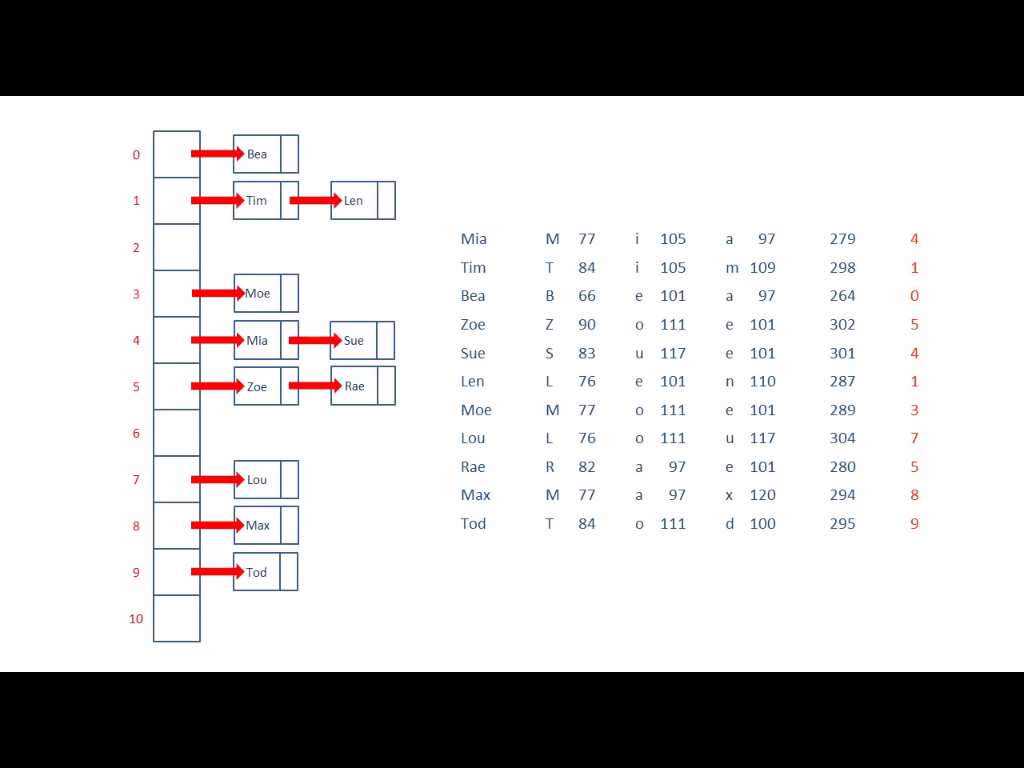 0 Bea
1 Tim Len
2
3 Moe
4 Mia Sue
5 Zoe Rae
6
7 Lou
8 Max
9 Tod
10
Mia M 77 i 105 a 97 279 4
Tim T 84 i 105 m 109 298 1
Bea B 66 e 101 a 97 264 0
Zoe Z 90 o 111 e 101 302 5
Sue S 83 u 117 e 101 301 4
Len L 76 e 101 n 110 287 1
Moe M 77 o 111 e 101 289 3
Lou L 76 o 111 u 117 304 7
Rae R 82 a 97 e 101 280 5
Max M 77 a 97 x 120 294 8
Tod T 84 o 111 d 100 295 9